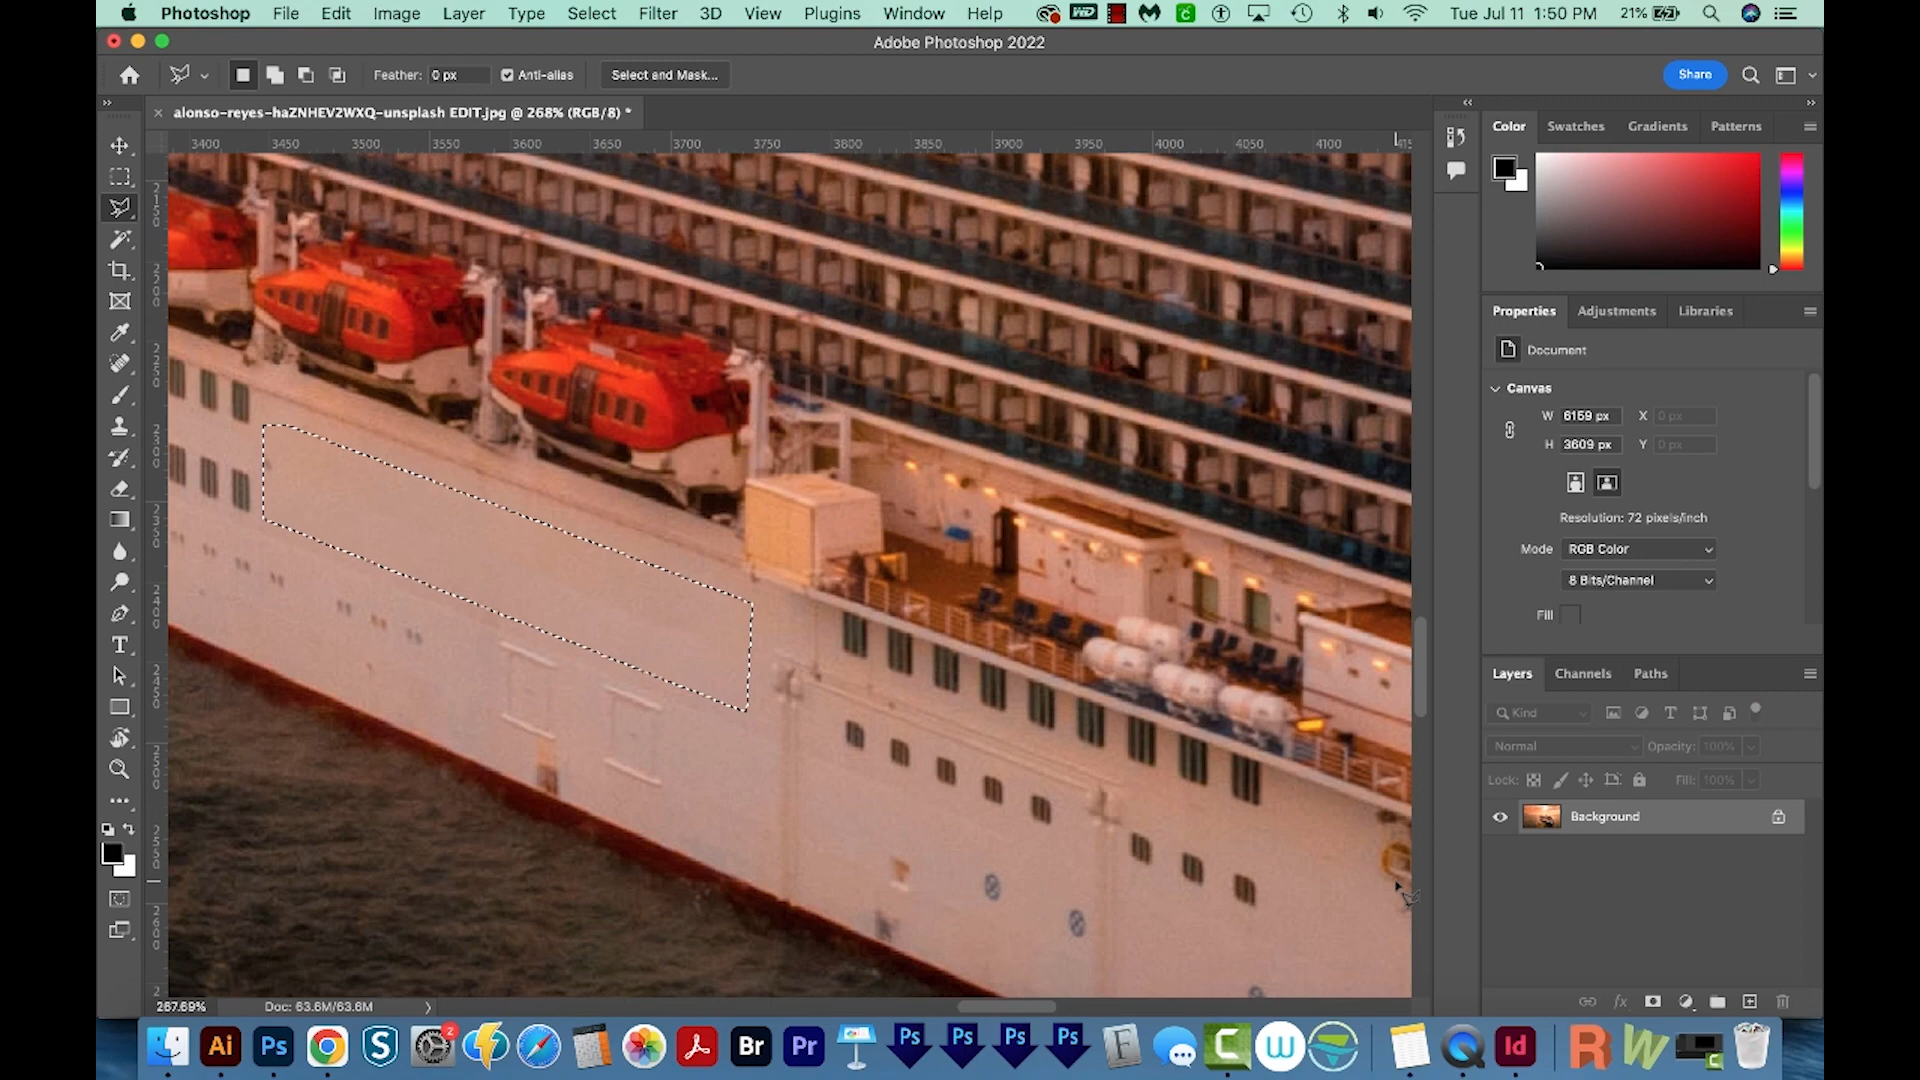 Photoshop File Edit Image Layer Type Select Filter 3D View Plugins Window Help Tue Jul 11 1:50 PM 21%
Adobe Photoshop 2022
Feather: 0 px Anti-alias Select and Mask... Share
alonso-reyes-haZNHEV2WXQ-unsplash EDIT.jpg @ 268% (RGB/8) *
3400 3450 3500 3550 3600 3650 3700 3750 3800 3850 3900 3950 4000 4050 4100
Color Swatches Gradients Patterns
Properties Adjustments Libraries
Document
Canvas
W 6159 px X 0 px
H 3609 px Y 0 px
Resolution: 72 pixels/inch
Mode RGB Color
8 Bits/Channel
Fill
Layers Channels Paths
Kind
Normal Opacity: 100%
Lock: Fill: 100%
Background
267.69% Doc: 63.6M/63.6M
Ai Ps S 2 Br Pr Ps Ps Ps Ps F C W Id R W